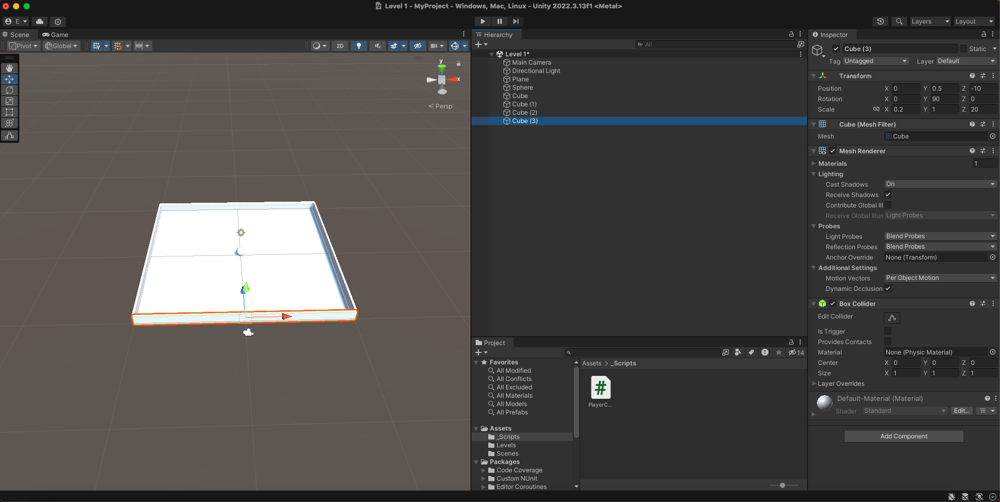 Level 1 - MyProject - Windows, Mac, Linux - Unity 2022.3.13f1 <Metal>
E
Layers
Layout
Scene
Game
Pivot
Global
2D
y
x
Persp
Hierarchy
All
Level 1*
Main Camera
Directional Light
Plane
Sphere
Cube
Cube (1)
Cube (2)
Cube (3)
Project
14
Favorites
All Modified
All Conflicts
All Excluded
All Materials
All Models
All Prefabs
Assets
_Scripts
Levels
Scenes
Packages
Code Coverage
Custom NUnit
Editor Coroutines
Assets > _Scripts
#
PlayerC...
Inspector
Cube (3)
Static
Tag Untagged Layer Default
Transform
Position X 0 Y 0.5 Z -10
Rotation X 0 Y 90 Z 0
Scale X 0.2 Y 1 Z 20
Cube (Mesh Filter)
Mesh Cube
Mesh Renderer
Materials 1
Lighting
Cast Shadows On
Receive Shadows
Contribute Global Ill
Receive Global Illun Light Probes
Probes
Light Probes Blend Probes
Reflection Probes Blend Probes
Anchor Override None (Transform)
Additional Settings
Motion Vectors Per Object Motion
Dynamic Occlusion
Box Collider
Edit Collider
Is Trigger
Provides Contacts
Material None (Physic Material)
Center X 0 Y 0 Z 0
Size X 1 Y 1 Z 1
Layer Overrides
Default-Material (Material)
Shader Standard Edit...
Add Component